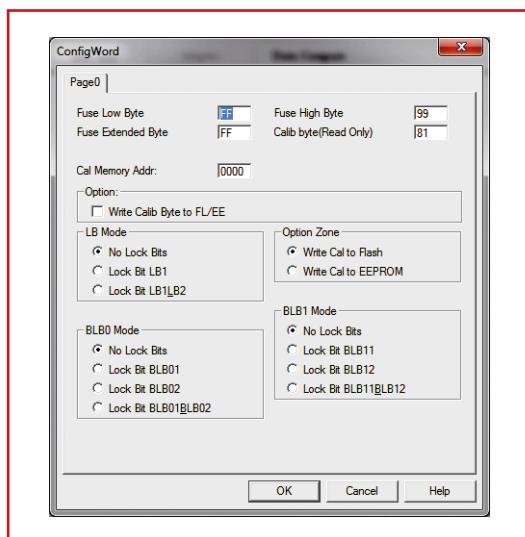 ConfigWord
Page0
Fuse Low Byte FF Fuse High Byte 99
Fuse Extended Byte FF Calib byte(Read Only) 81
Cal Memory Addr: 0000
Option:
Write Calib Byte to FL/EE
LB Mode
No Lock Bits
Lock Bit LB1
Lock Bit LB1LB2
Option Zone
Write Cal to Flash
Write Cal to EEPROM
BLB0 Mode
No Lock Bits
Lock Bit BLB01
Lock Bit BLB02
Lock Bit BLB01BLB02
BLB1 Mode
No Lock Bits
Lock Bit BLB11
Lock Bit BLB12
Lock Bit BLB11BLB12
OK Cancel Help